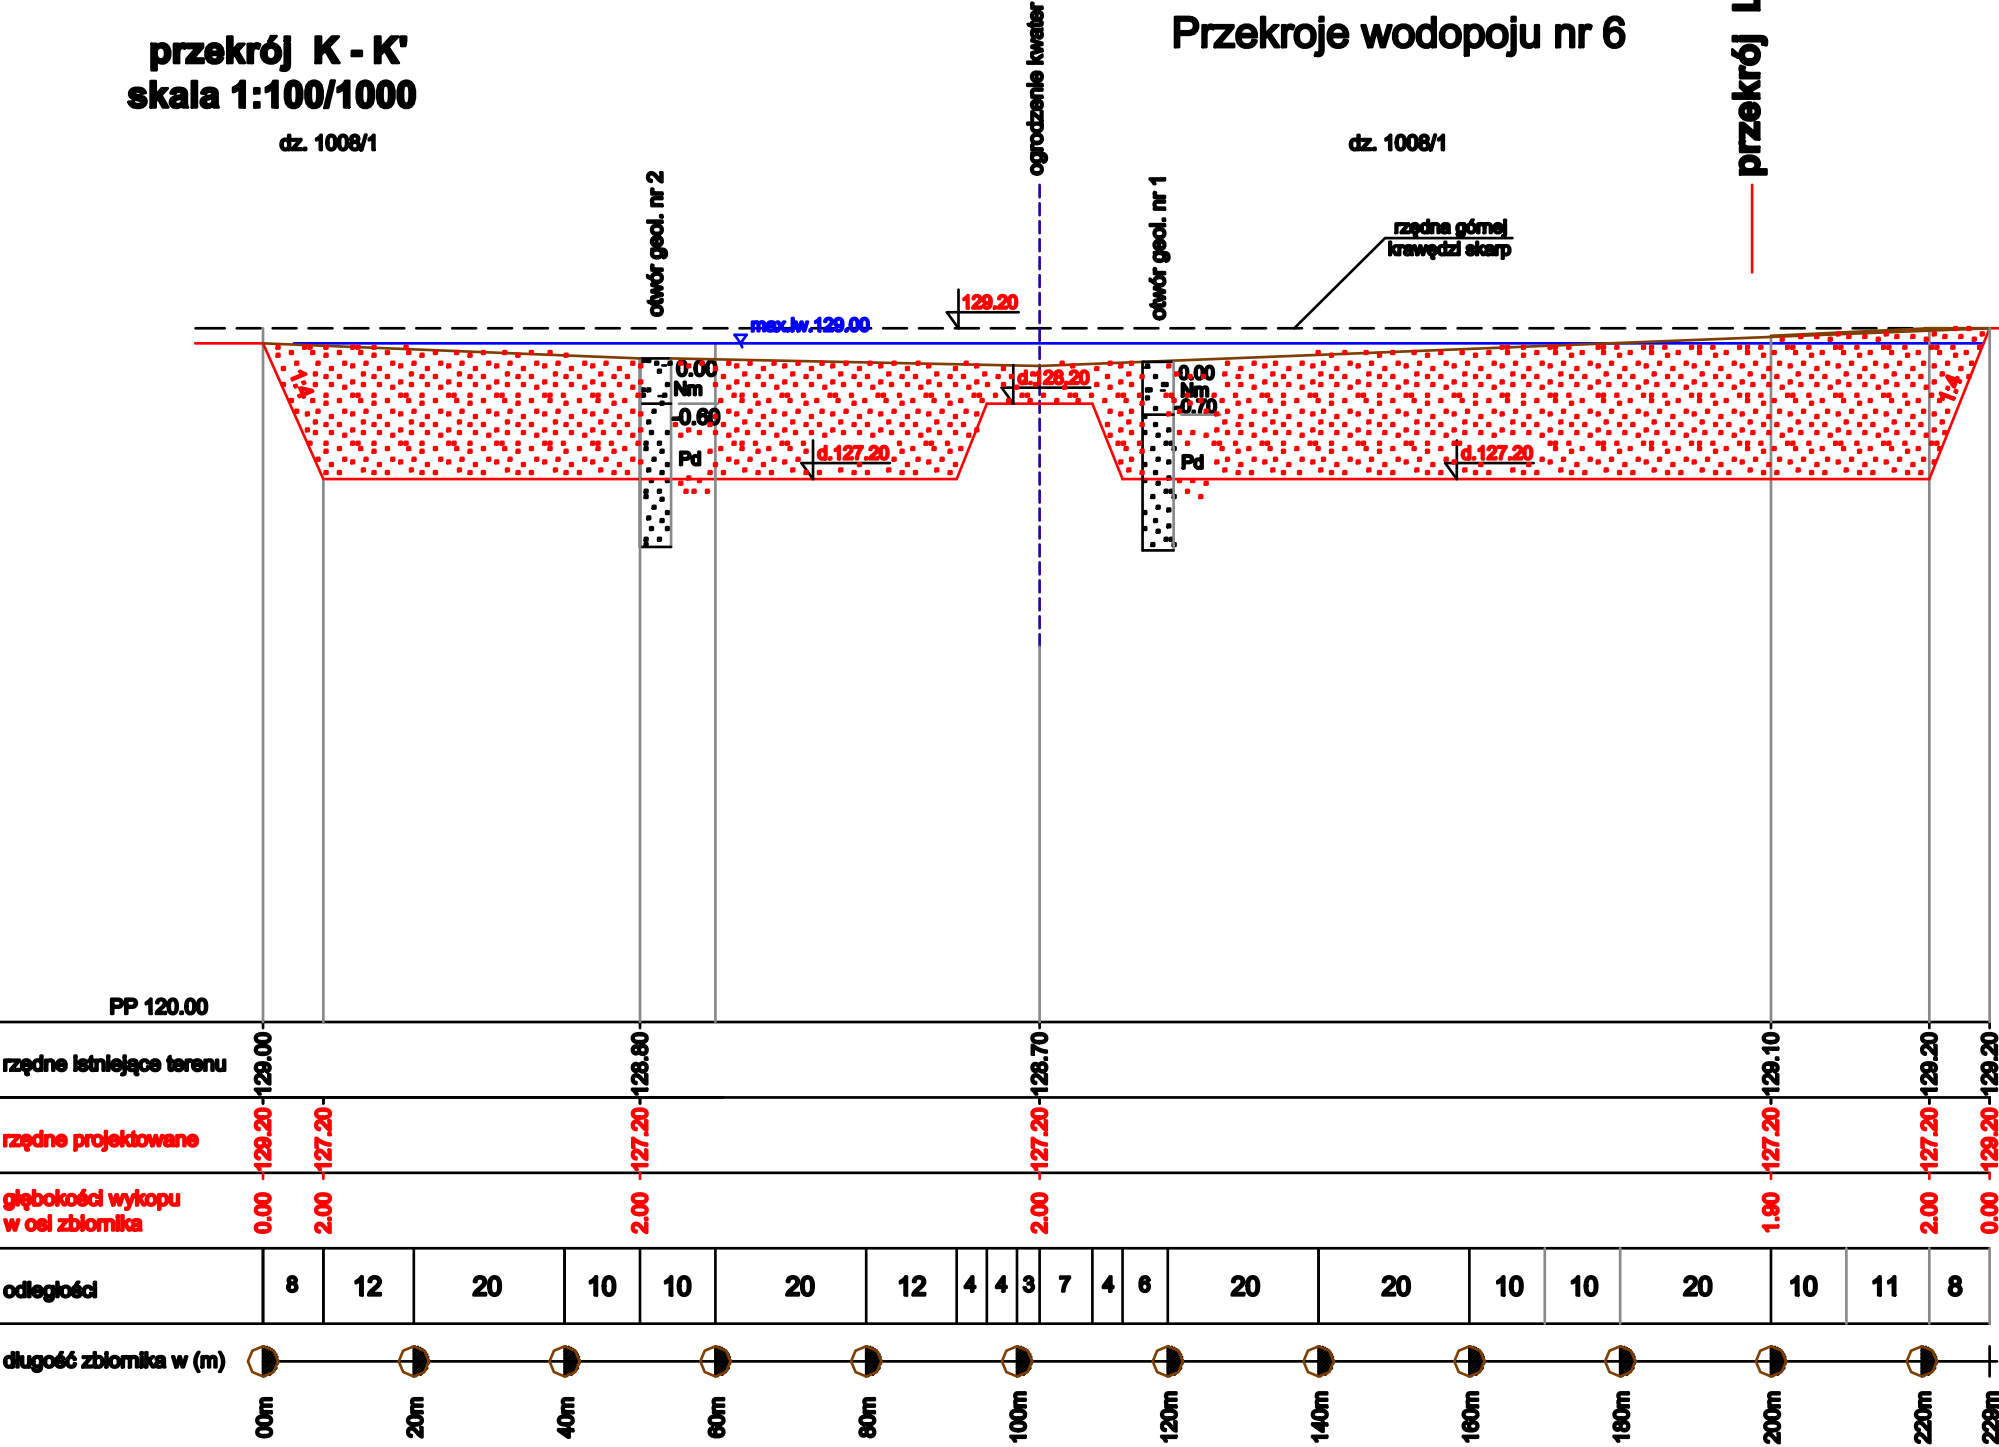 Przekroje wodopoju nr 6
przekrój K - K'
skala 1:100/1000
dz. 1008/1
dz. 1008/1
ogrodzenie kwater
przekrój
otwór geol. nr 2
otwór geol. nr 1
rzędna górnej
krawędzi skarp
129.20
max.lw.129.00
1:4
0.00
Nm
-0.60
Pd
d.127.20
d.128.20
0.00
Nm
-0.70
Pd
d.127.20
1:4
PP 120.00
rzędne istniejące terenu 129.00 128.80 128.70 129.10 129.20 129.20
rzędne projektowane 129.20 127.20 127.20 127.20 127.20 127.20 129.20
głębokości wykopu
w osi zbiornika 0.00 2.00 2.00 2.00 1.90 2.00 0.00
odległości 8 12 20 10 10 20 12 4 4 3 7 4 6 20 20 10 10 20 10 11 8
długość zbiornika w (m)
00m 20m 40m 60m 80m 100m 120m 140m 160m 180m 200m 220m 229m